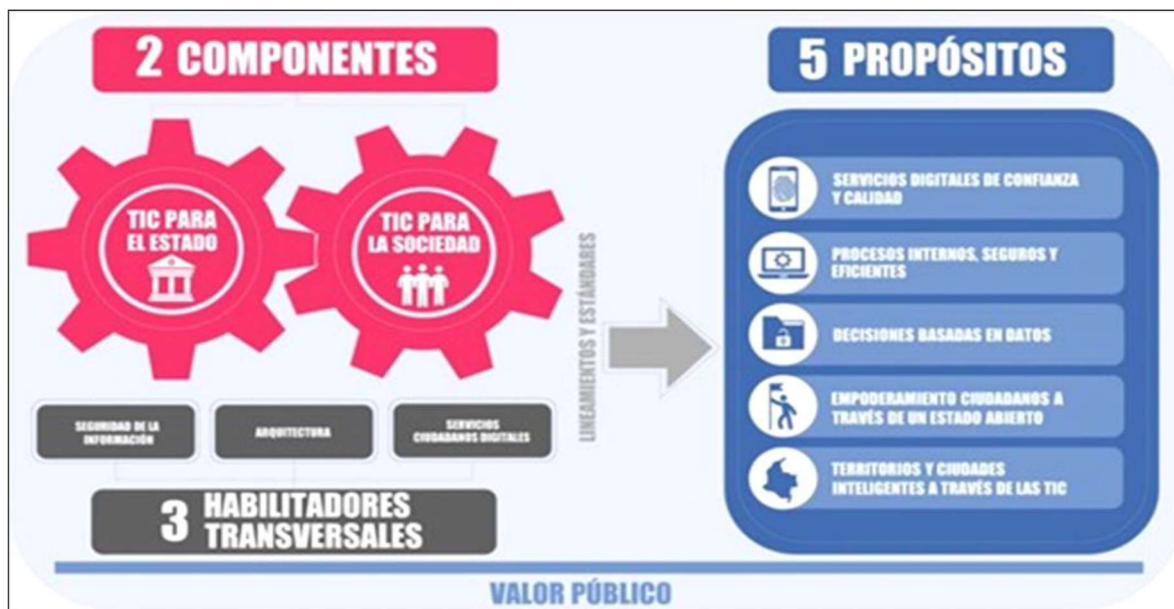 2 COMPONENTES
TIC PARA
EL ESTADO
TIC PARA
LA SOCIEDAD
SEGURIDAD DE LA
INFORMACIÓN
ARQUITECTURA
SERVICIOS
CIUDADANOS DIGITALES
3 HABILITADORES
TRANSVERSALES
LINEAMIENTOS Y ESTÁNDARES
5 PROPÓSITOS
SERVICIOS DIGITALES DE CONFIANZA
Y CALIDAD
PROCESOS INTERNOS, SEGUROS Y
EFICIENTES
DECISIONES BASADAS EN DATOS
EMPODERAMIENTO CIUDADANOS A
TRAVÉS DE UN ESTADO ABIERTO
TERRITORIOS Y CIUDADES
INTELIGENTES A TRAVÉS DE LAS TIC
VALOR PÚBLICO